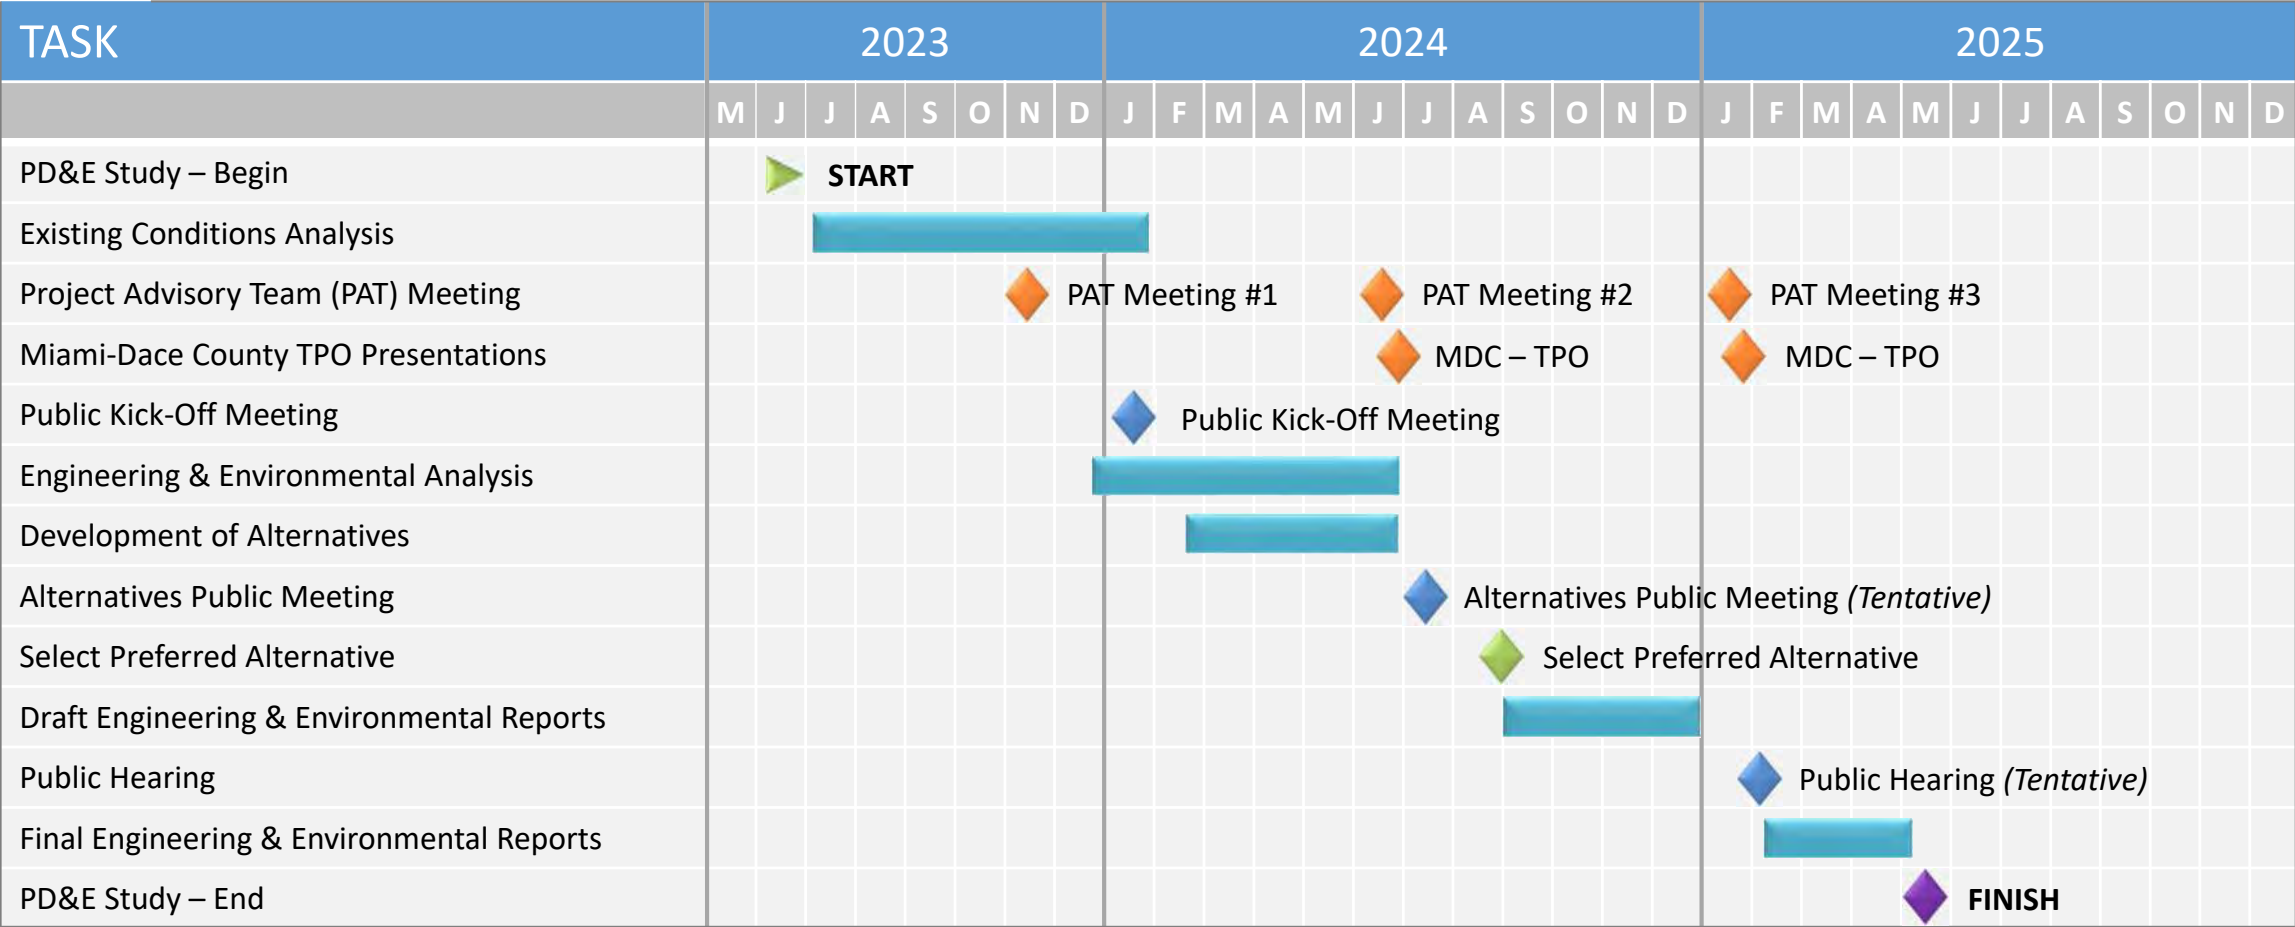 TASK 2023 2024 2025
M J J A S O N D J F M A M J J A S O N D J F M A M J J A S O N D
PD&E Study – Begin START
Existing Conditions Analysis
Project Advisory Team (PAT) Meeting PAT Meeting #1 PAT Meeting #2 PAT Meeting #3
Miami-Dace County TPO Presentations MDC – TPO MDC – TPO
Public Kick-Off Meeting Public Kick-Off Meeting
Engineering & Environmental Analysis
Development of Alternatives
Alternatives Public Meeting Alternatives Public Meeting (Tentative)
Select Preferred Alternative Select Preferred Alternative
Draft Engineering & Environmental Reports
Public Hearing Public Hearing (Tentative)
Final Engineering & Environmental Reports
PD&E Study – End FINISH